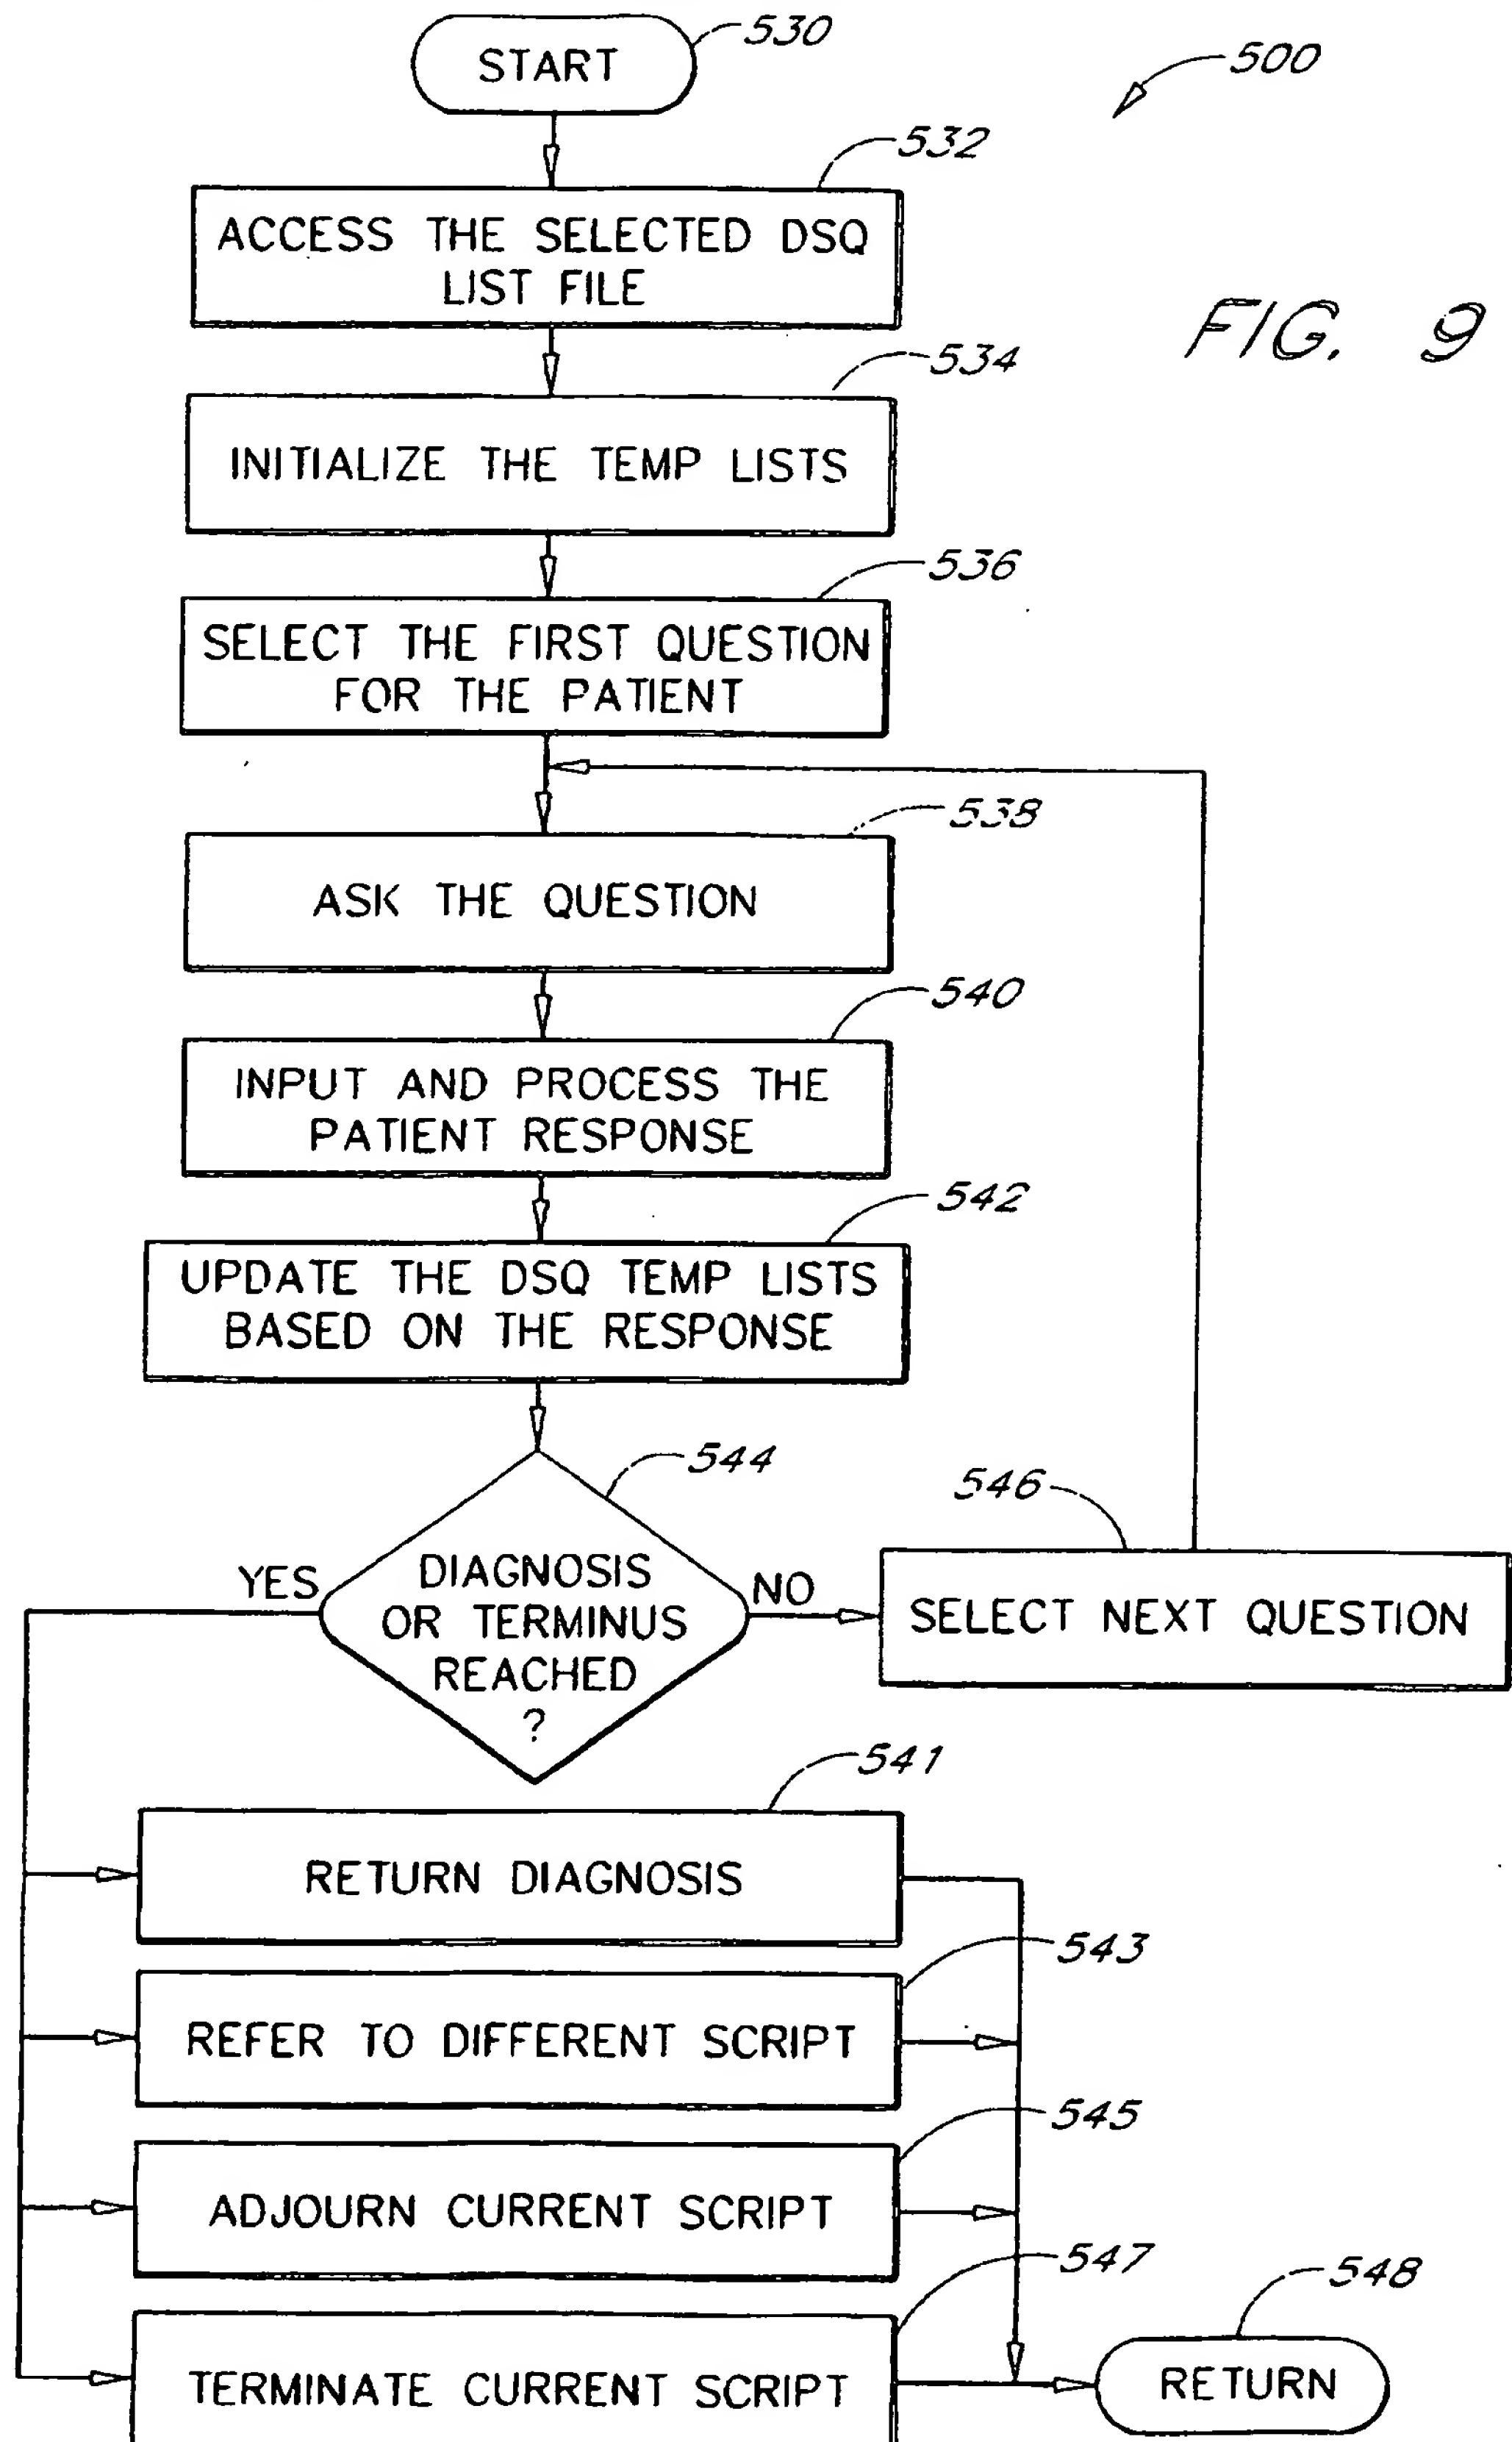 START
530
500
532
ACCESS THE SELECTED DSQ
LIST FILE
FIG. 9
534
INITIALIZE THE TEMP LISTS
536
SELECT THE FIRST QUESTION
FOR THE PATIENT
538
ASK THE QUESTION
540
INPUT AND PROCESS THE
PATIENT RESPONSE
542
UPDATE THE DSQ TEMP LISTS
BASED ON THE RESPONSE
544
546
YES
DIAGNOSIS
OR TERMINUS
REACHED
?
NO
SELECT NEXT QUESTION
541
RETURN DIAGNOSIS
543
REFER TO DIFFERENT SCRIPT
545
ADJOURN CURRENT SCRIPT
547
548
TERMINATE CURRENT SCRIPT
RETURN